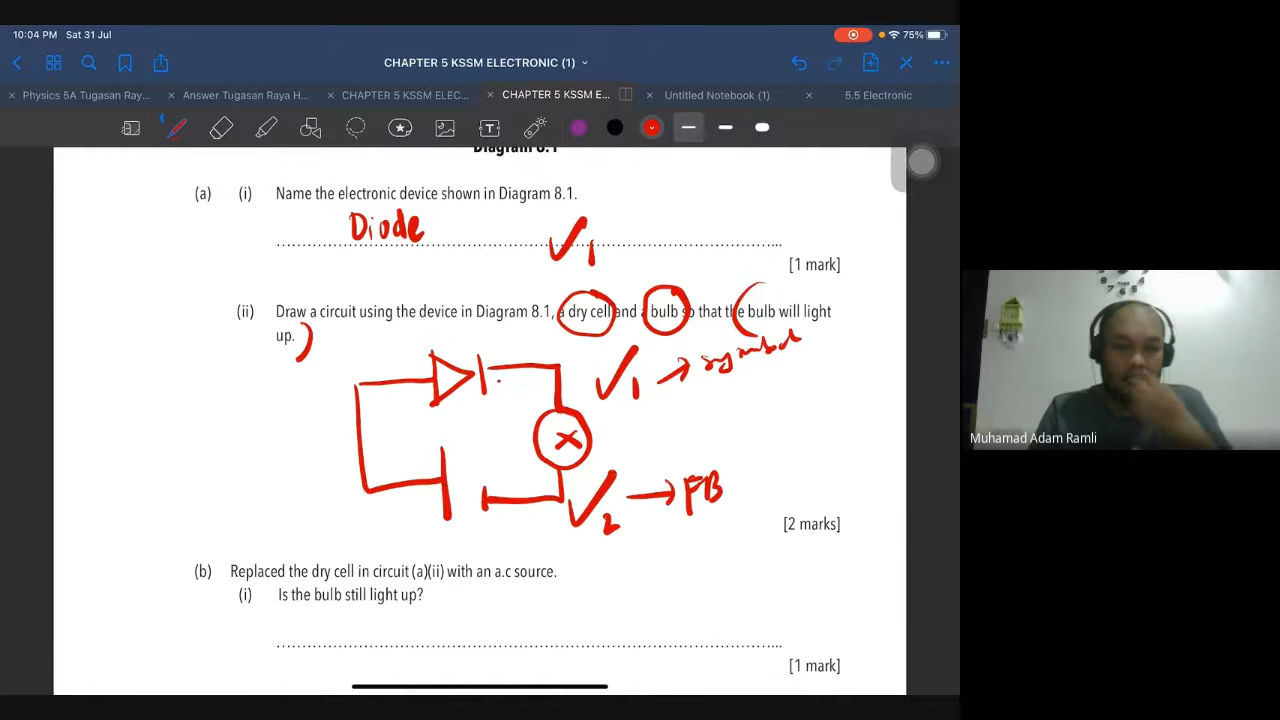 10:04 PM Sat 31 Jul
75%
CHAPTER 5 KSSM ELECTRONIC (1)
Physics 5A Tugasan Ray...
Answer Tugasan Raya H...
CHAPTER 5 KSSM ELEC...
CHAPTER 5 KSSM E...
Untitled Notebook (1)
5.5 Electronic
Diagram 8.1
(a) (i) Name the electronic device shown in Diagram 8.1.
Diode
✓1
[1 mark]
(ii) Draw a circuit using the device in Diagram 8.1, a dry cell and a bulb so that the bulb will light
up.
✓1 → symbol
✓2 → FB
[2 marks]
(b) Replaced the dry cell in circuit (a)(ii) with an a.c source.
(i) Is the bulb still light up?
[1 mark]
Muhamad Adam Ramli